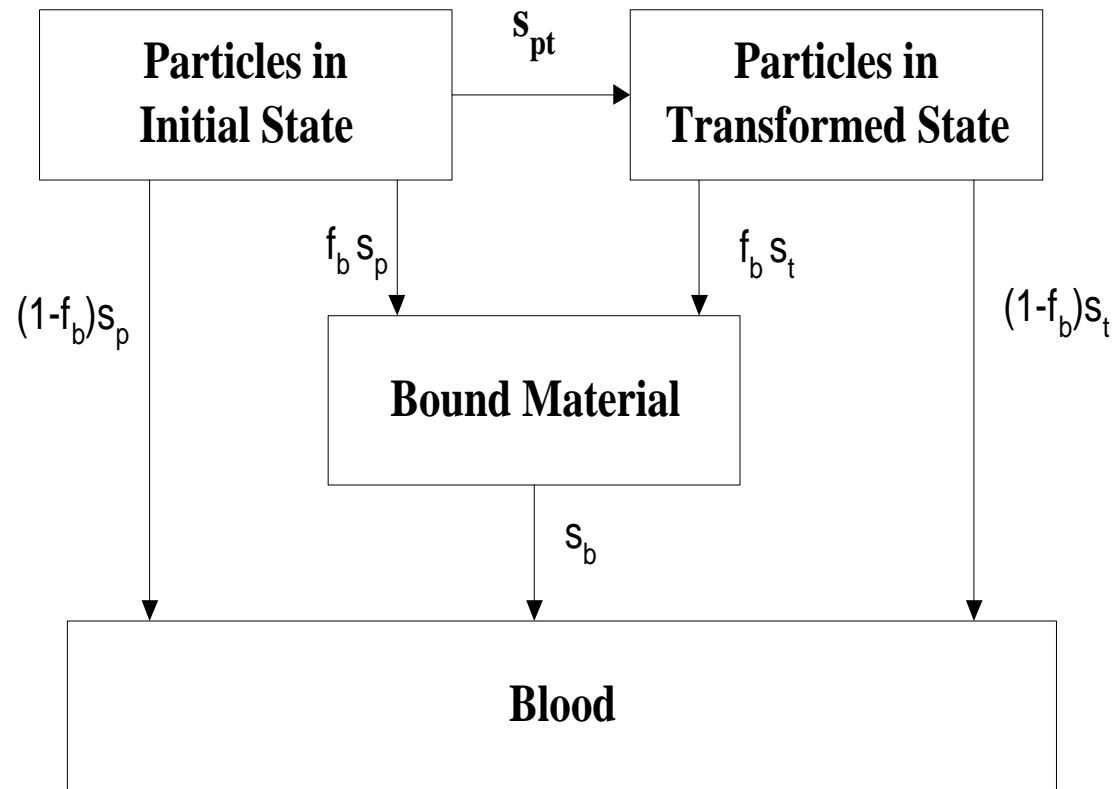 s_pt
Particles in
Initial State
Particles in
Transformed State
f_b s_p
f_b s_t
(1-f_b)s_p
(1-f_b)s_t
Bound Material
s_b
Blood